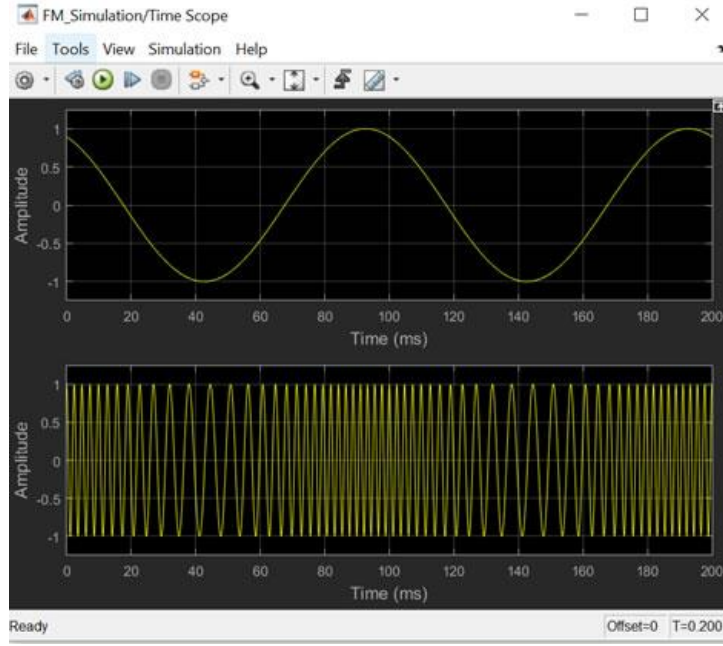 FM_Simulation/Time Scope
File Tools View Simulation Help
1
0.5
0
-0.5
-1
Amplitude
0 20 40 60 80 100 120 140 160 180 200
Time (ms)
1
0.5
0
-0.5
-1
Amplitude
0 20 40 60 80 100 120 140 160 180 200
Time (ms)
Ready Offset=0 T=0.200